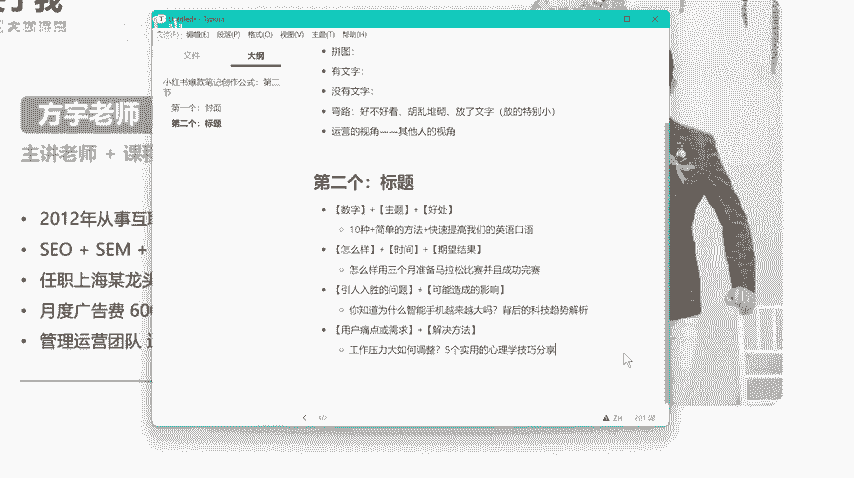 方宇老师
主讲老师 + 课程
• 2012年从事互联
• SEO + SEM +
• 任职上海某龙头
• 月度广告费 600
• 管理运营团队
编辑(E) 段落(P) 格式(O) 视图(V) 主题(T) 帮助(H)
文件 大纲
小红书爆款笔记创作公式：第二
节
第一个：封面
第二个：标题
• 拼图：
• 有文字：
• 没有文字：
• 弯路：好不好看、胡乱堆砌、放了文字（放的特别小）
• 运营的视角——其他人的视角
第二个：标题
• 【数字】+【主题】+【好处】
◦ 10种+简单的方法+快速提高我们的英语口语
• 【怎么样】+【时间】+【期望结果】
◦ 怎么样用三个月准备马拉松比赛并且成功完赛
• 【引人入胜的问题】+【可能造成的影响】
◦ 你知道为什么智能手机越来越大吗？背后的科技趋势解析
• 【用户痛点或需求】+【解决方法】
◦ 工作压力大如何调整？5个实用的心理学技巧分享